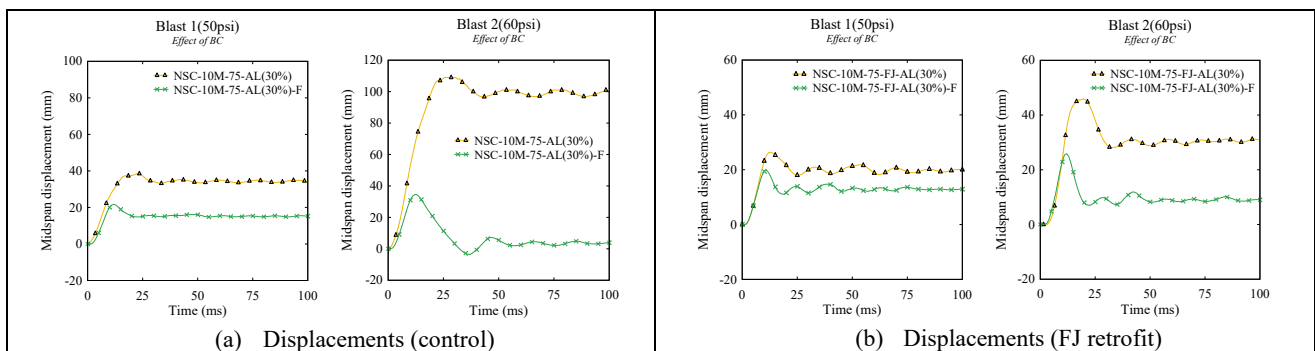 Blast 1(50psi)
Effect of BC
Midspan displacement (mm)
100
80
60
40
20
0
-20
NSC-10M-75-AL(30%)
NSC-10M-75-AL(30%)-F
0 25 50 75 100
Time (ms)
Blast 2(60psi)
Effect of BC
Midspan displacement (mm)
120
100
80
60
40
20
0
-20
NSC-10M-75-AL(30%)
NSC-10M-75-AL(30%)-F
0 25 50 75 100
Time (ms)
(a) Displacements (control)
Blast 1(50psi)
Effect of BC
Midspan displacement (mm)
60
40
20
0
-20
NSC-10M-75-FJ-AL(30%)
NSC-10M-75-FJ-AL(30%)-F
0 25 50 75 100
Time (ms)
Blast 2(60psi)
Effect of BC
Midspan displacement (mm)
60
40
20
0
-20
NSC-10M-75-FJ-AL(30%)
NSC-10M-75-FJ-AL(30%)-F
0 25 50 75 100
Time (ms)
(b) Displacements (FJ retrofit)